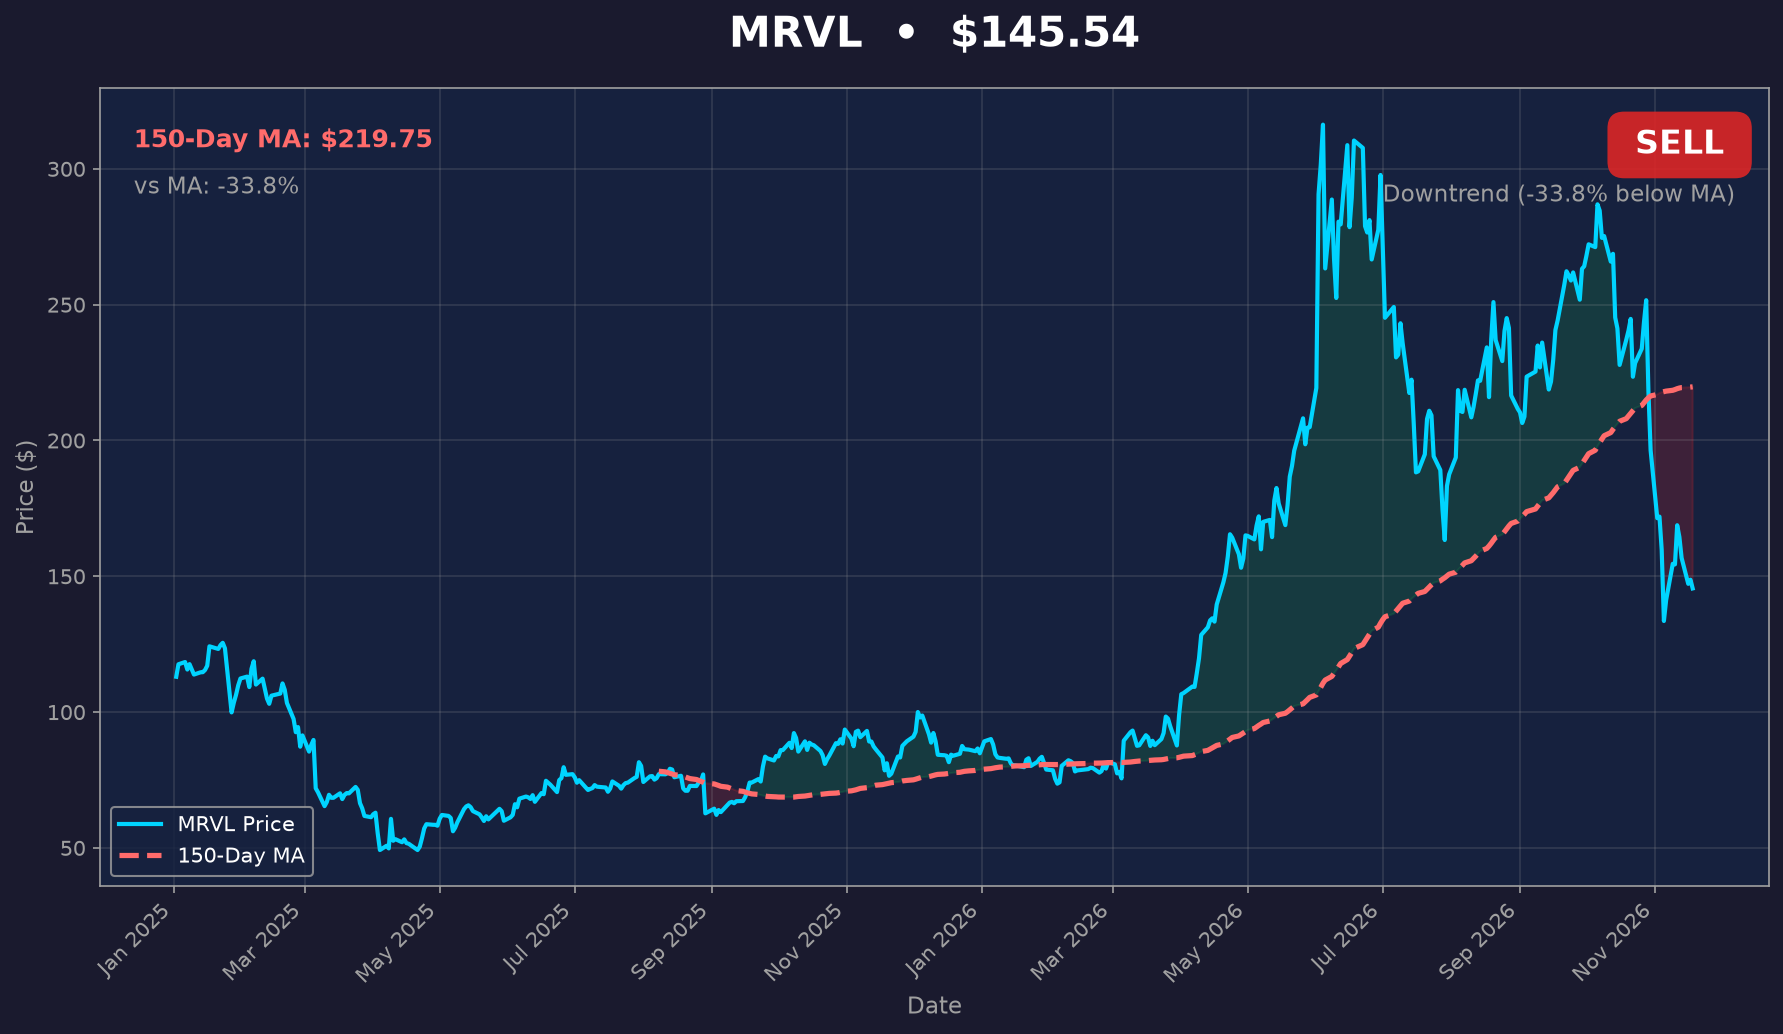 MRVL • $145.54
150-Day MA: $219.75
vs MA: -33.8%
SELL
Downtrend (-33.8% below MA)
Price ($)
300
250
200
150
100
50
MRVL Price
150-Day MA
Jan 2025
Mar 2025
May 2025
Jul 2025
Sep 2025
Nov 2025
Jan 2026
Mar 2026
May 2026
Jul 2026
Sep 2026
Nov 2026
Date